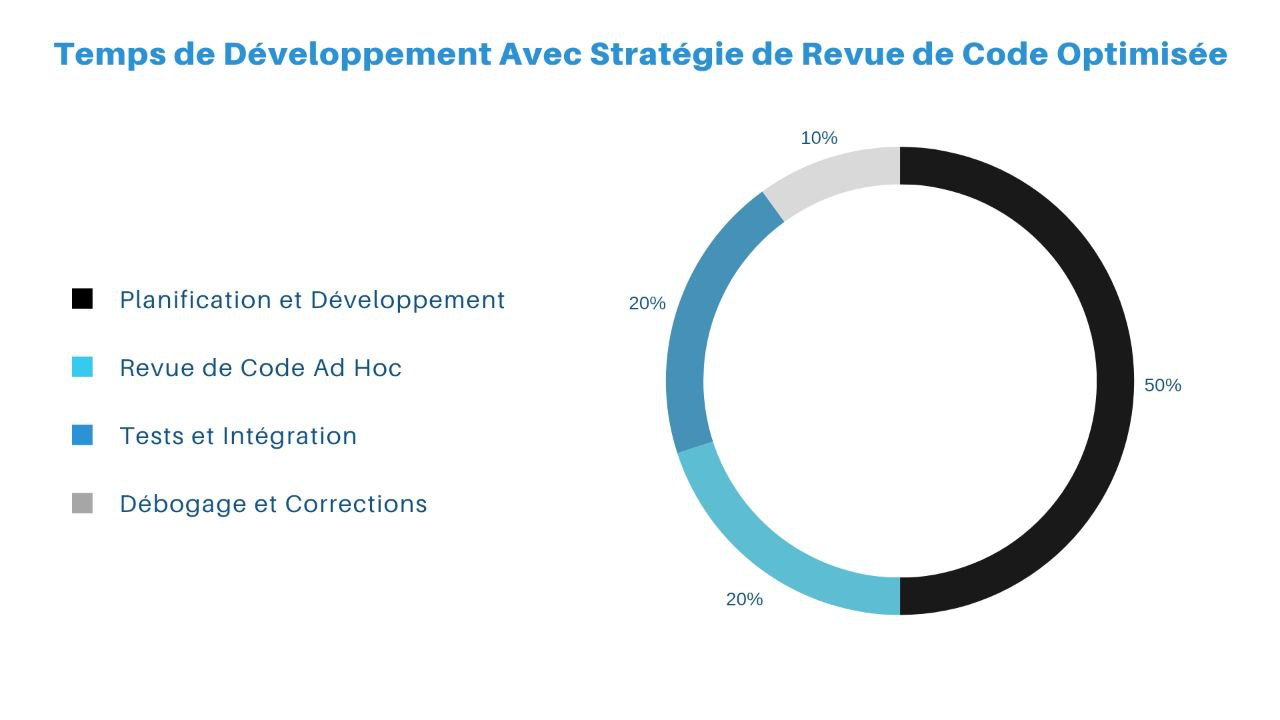 Temps de Développement Avec Stratégie de Revue de Code Optimisée
Planification et Développement
Revue de Code Ad Hoc
Tests et Intégration
Débogage et Corrections
10%
20%
50%
20%